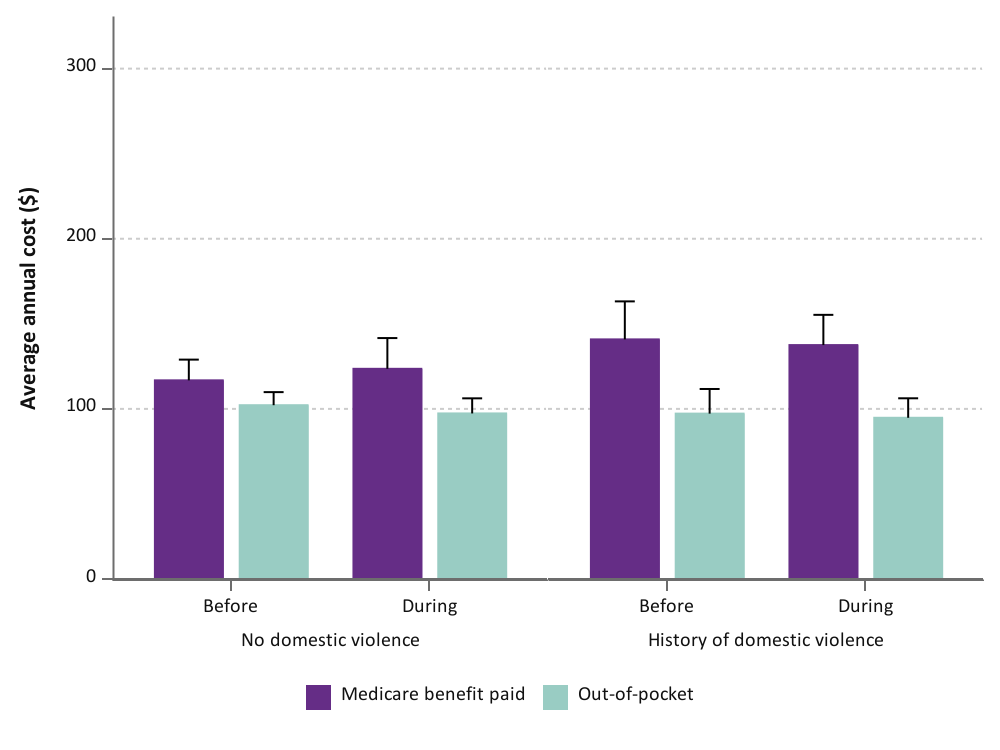 Average annual cost ($)
300
200
100
0
Before
During
Before
During
No domestic violence
History of domestic violence
Medicare benefit paid
Out-of-pocket